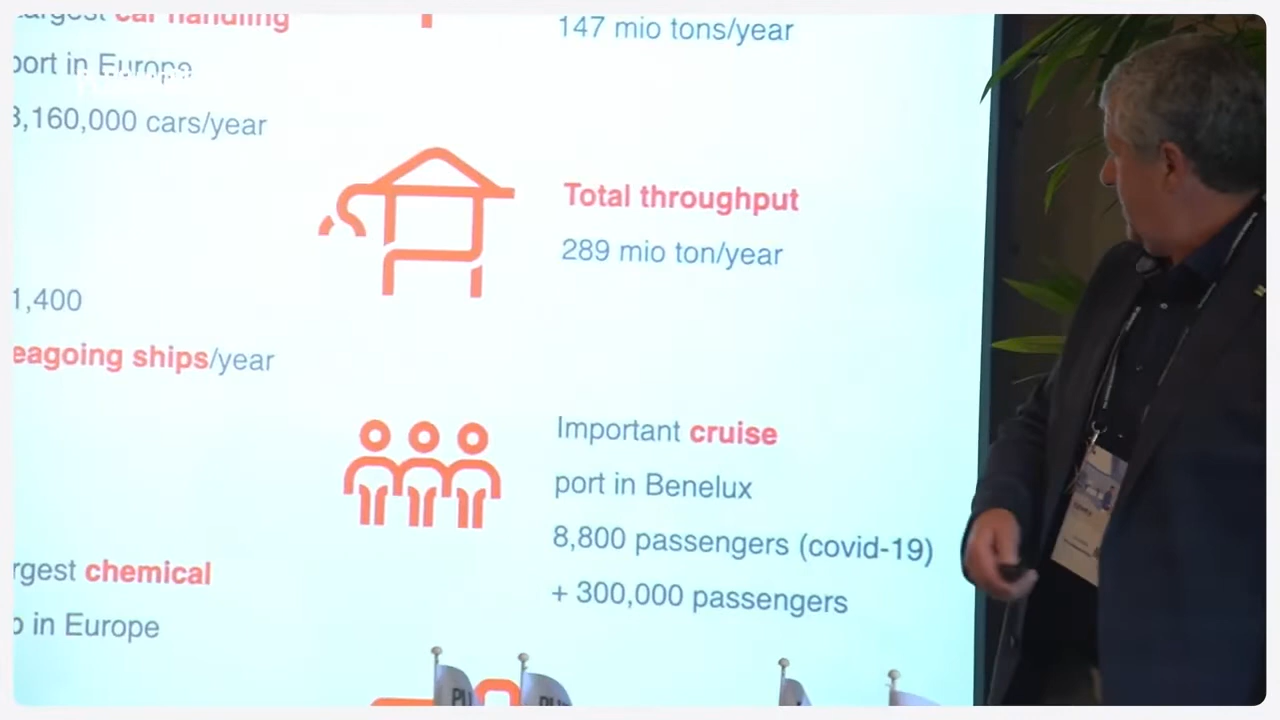 car handling
port in Europe
3,160,000 cars/year
1,400
eagoing ships/year
rgest chemical
in Europe
147 mio tons/year
Total throughput
289 mio ton/year
Important cruise
port in Benelux
8,800 passengers (covid-19)
+ 300,000 passengers